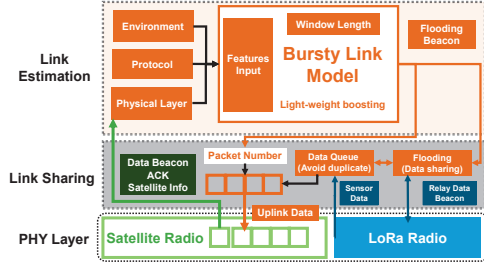 Link
Estimation
Environment
Protocol
Physical Layer
Features
Input
Window Length
Bursty Link
Model
Light-weight boosting
Flooding
Beacon
Link Sharing
Data Beacon
ACK
Satellite Info
Packet Number
Data Queue
(Avoid duplicate)
Flooding
(Data sharing)
Sensor
Data
Relay Data
Beacon
Uplink Data
PHY Layer
Satellite Radio
LoRa Radio